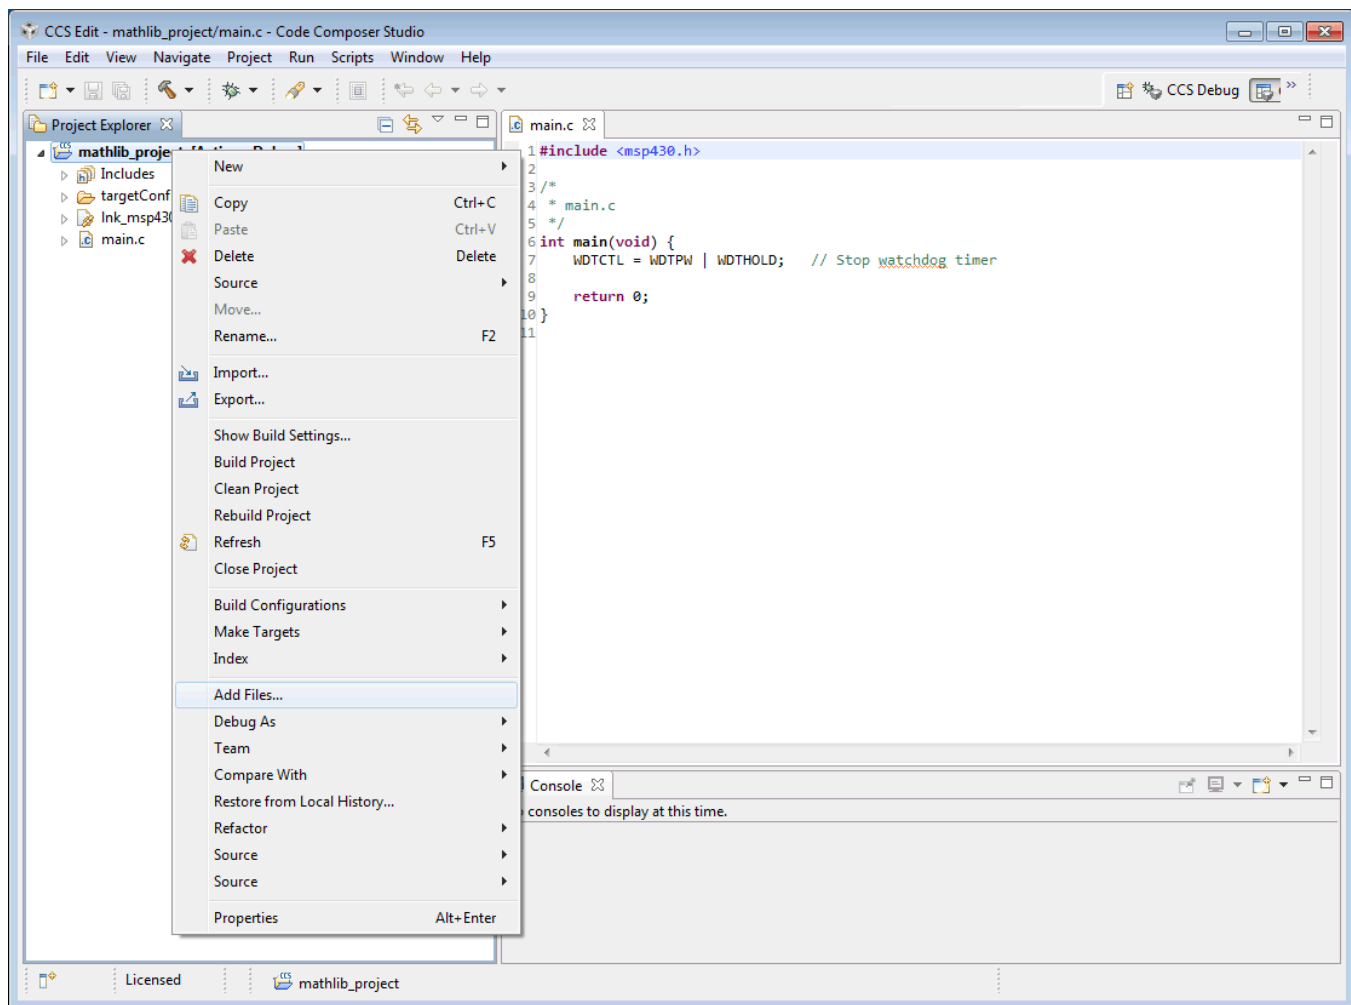 CCS Edit - mathlib_project/main.c - Code Composer Studio
File Edit View Navigate Project Run Scripts Window Help
CCS Debug
Project Explorer
mathlib_proje
Includes
targetConf
lnk_msp430
main.c
New
Copy Ctrl+C
Paste Ctrl+V
Delete Delete
Source
Move...
Rename... F2
Import...
Export...
Show Build Settings...
Build Project
Clean Project
Rebuild Project
Refresh F5
Close Project
Build Configurations
Make Targets
Index
Add Files...
Debug As
Team
Compare With
Restore from Local History...
Refactor
Source
Source
Properties Alt+Enter
main.c
1 #include <msp430.h>
2
3 /*
4 * main.c
5 */
6 int main(void) {
7 WDTCTL = WDTPW | WDTHOLD; // Stop watchdog timer
8
9 return 0;
10 }
11
Console
consoles to display at this time.
Licensed
mathlib_project